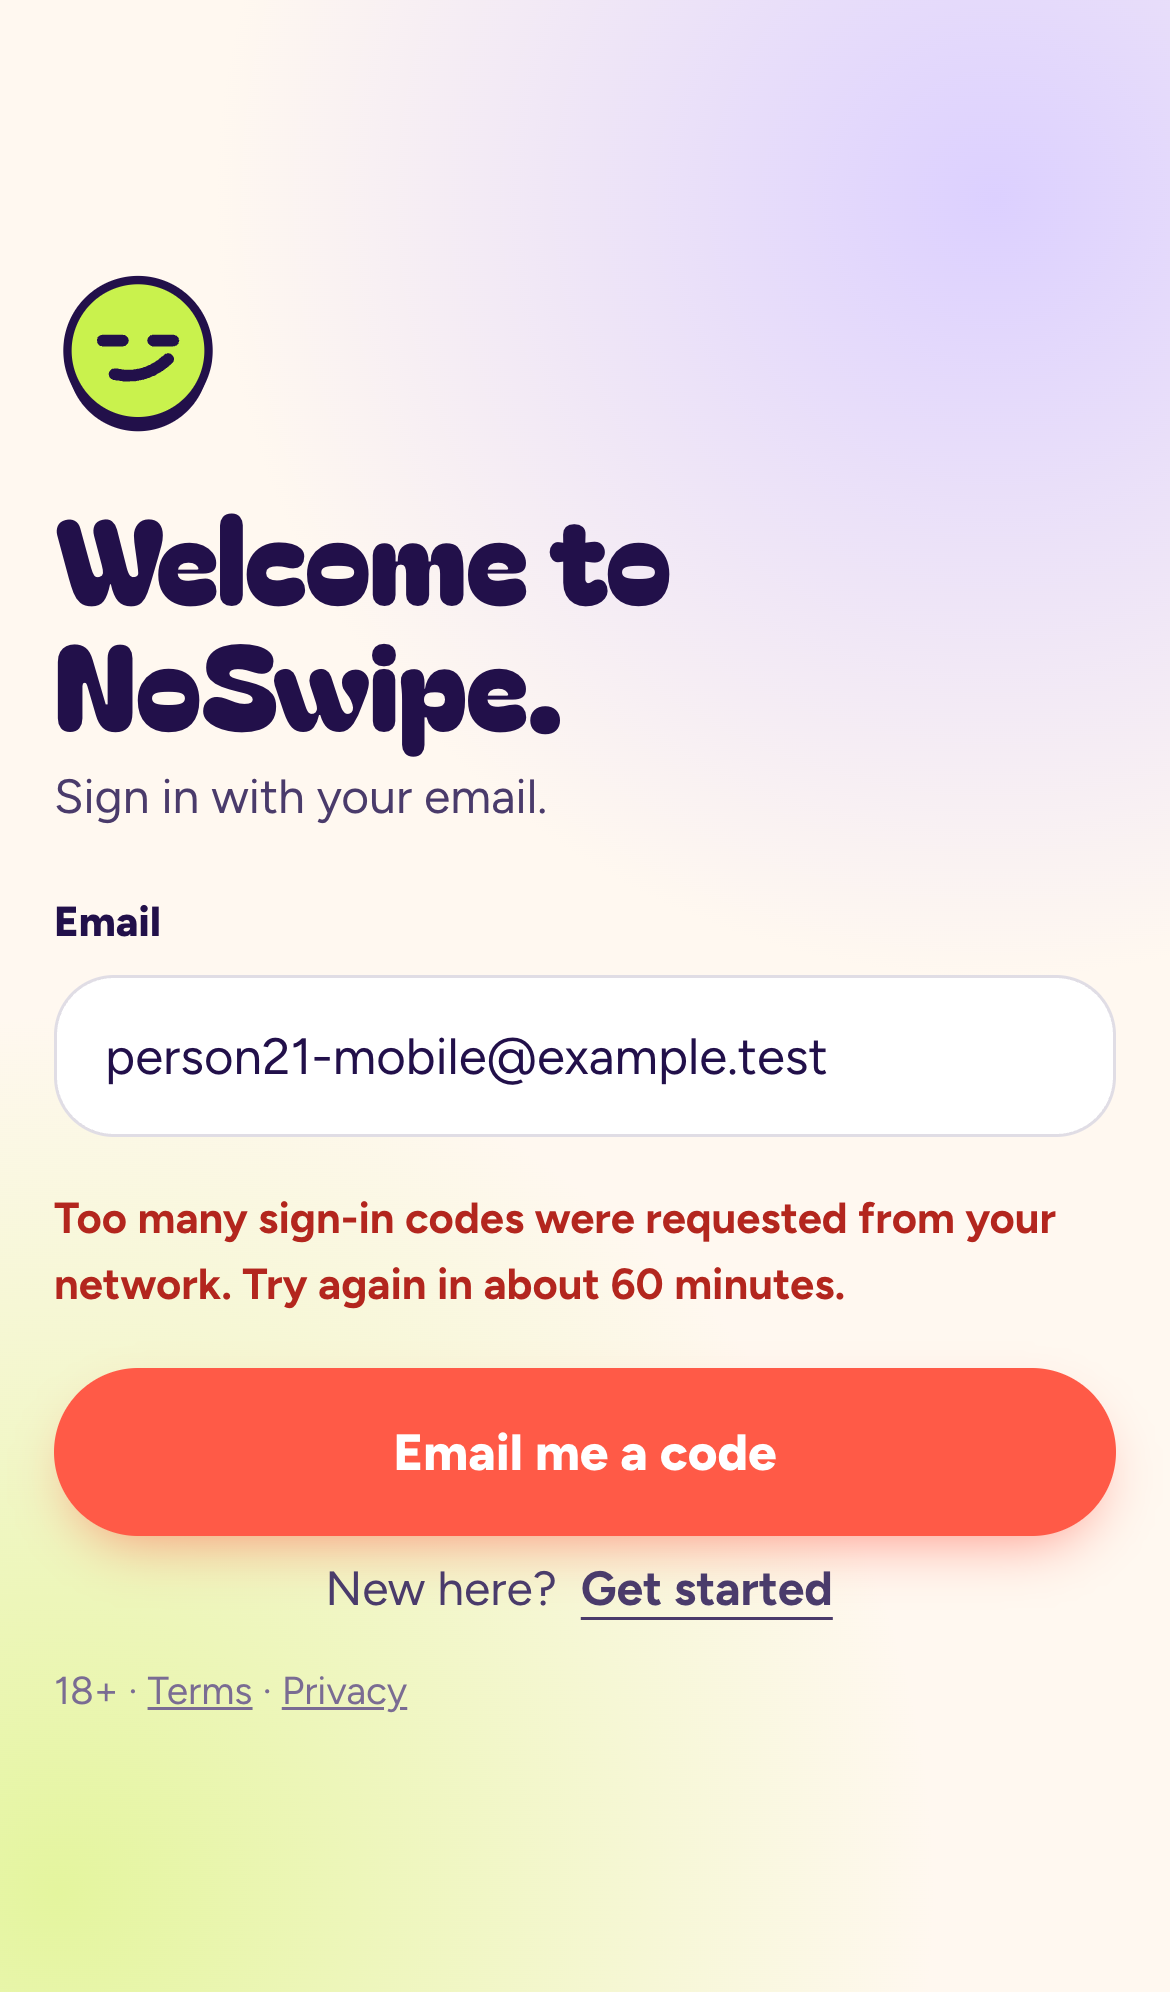 Welcome to
NoSwipe.
Sign in with your email.
Email
person21-mobile@example.test
Too many sign-in codes were requested from your
network. Try again in about 60 minutes.
Email me a code
New here? Get started
18+ · Terms · Privacy